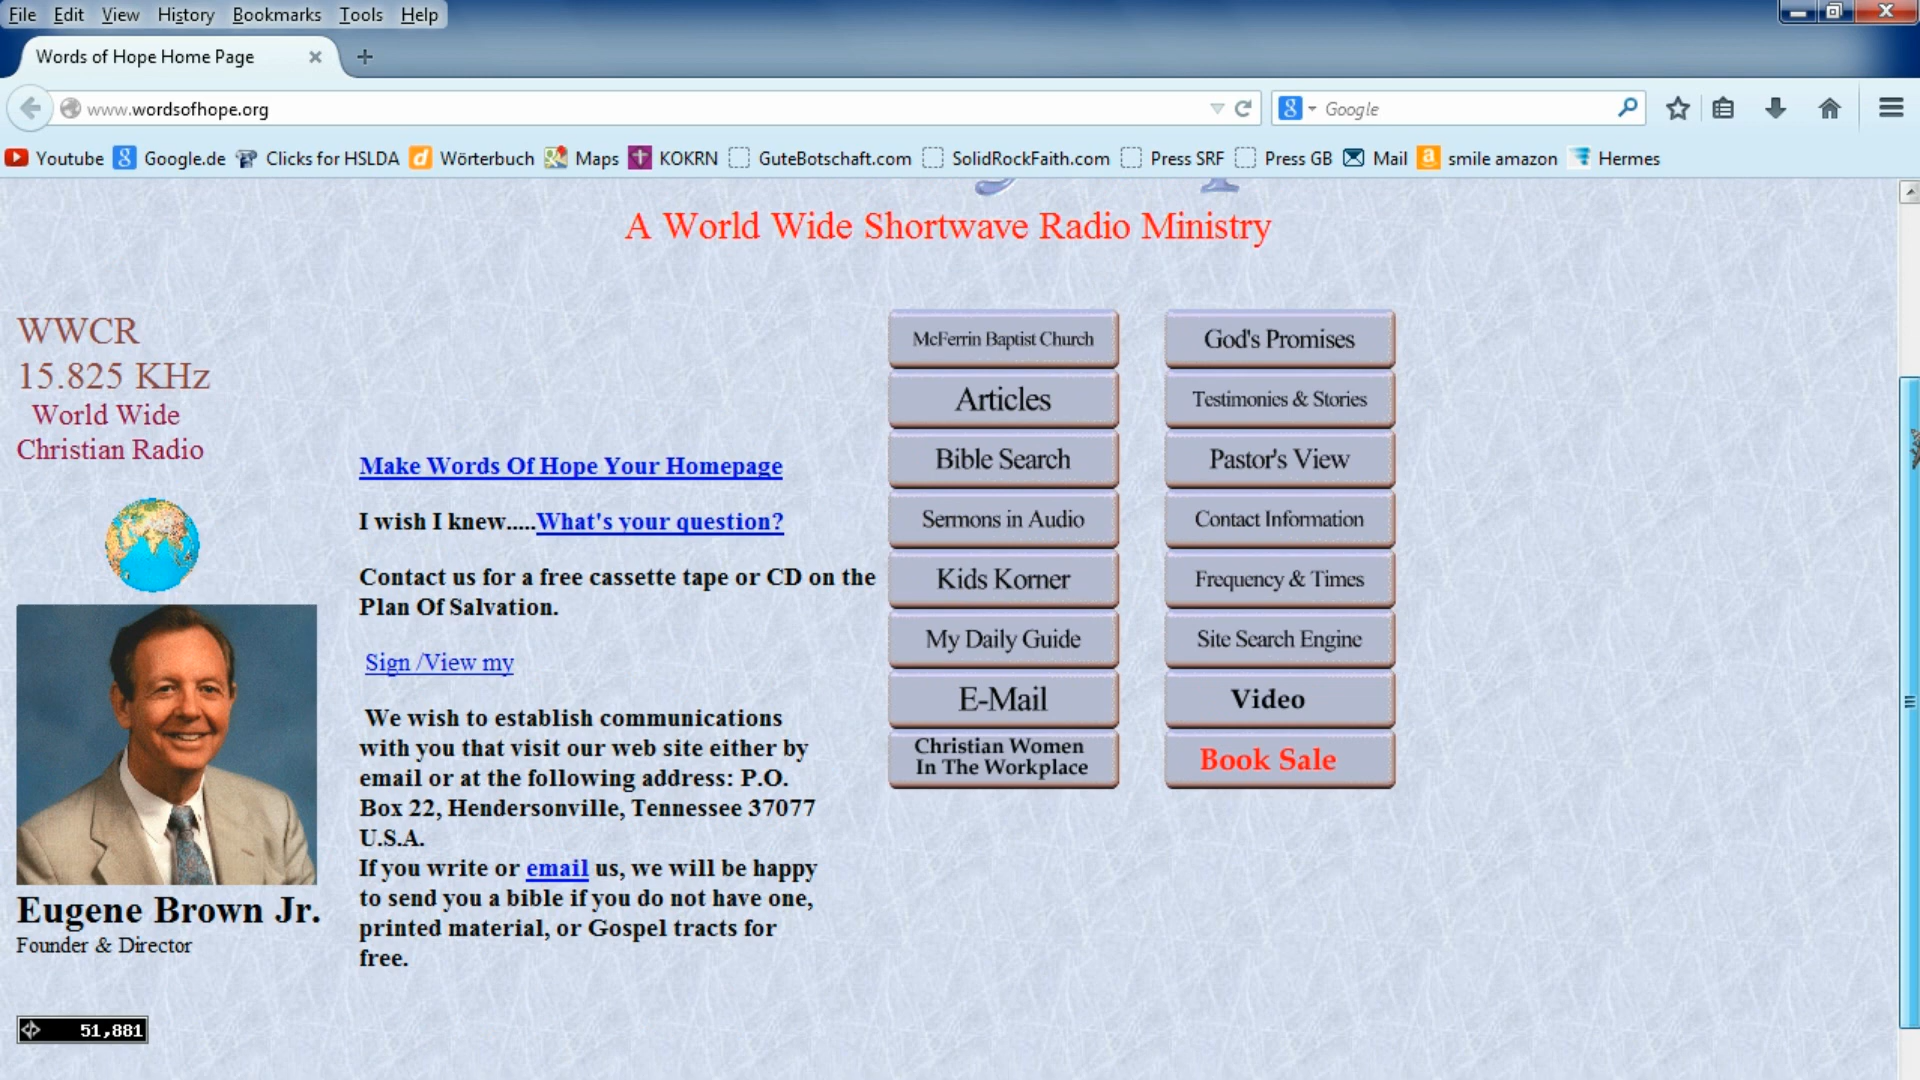 File Edit View History Bookmarks Tools Help
Words of Hope Home Page
www.wordsofhope.org
Google
Youtube Google.de Clicks for HSLDA Wörterbuch Maps KOKRN GuteBotschaft.com SolidRockFaith.com Press SRF Press GB Mail smile amazon Hermes
A World Wide Shortwave Radio Ministry
WWCR
15.825 KHz
World Wide
Christian Radio
Eugene Brown Jr.
Founder & Director
51,881
Make Words Of Hope Your Homepage
I wish I knew.....What's your question?
Contact us for a free cassette tape or CD on the
Plan Of Salvation.
Sign /View my
We wish to establish communications
with you that visit our web site either by
email or at the following address: P.O.
Box 22, Hendersonville, Tennessee 37077
U.S.A.
If you write or email us, we will be happy
to send you a bible if you do not have one,
printed material, or Gospel tracts for
free.
McFerrin Baptist Church
Articles
Bible Search
Sermons in Audio
Kids Korner
My Daily Guide
E-Mail
Christian Women
In The Workplace
God's Promises
Testimonies & Stories
Pastor's View
Contact Information
Frequency & Times
Site Search Engine
Video
Book Sale